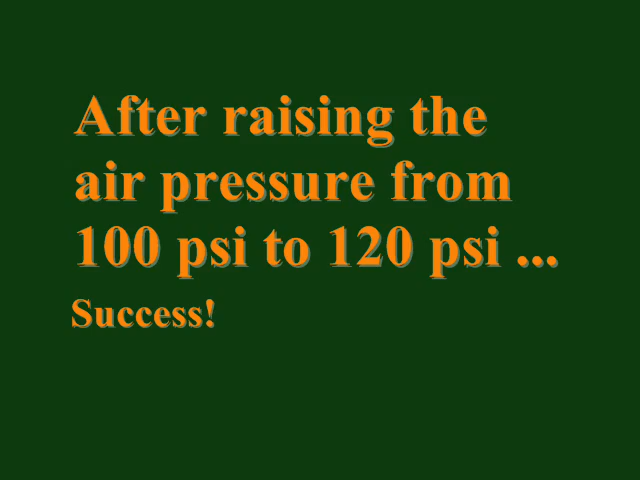 After raising the
air pressure from
100 psi to 120 psi ...
Success!